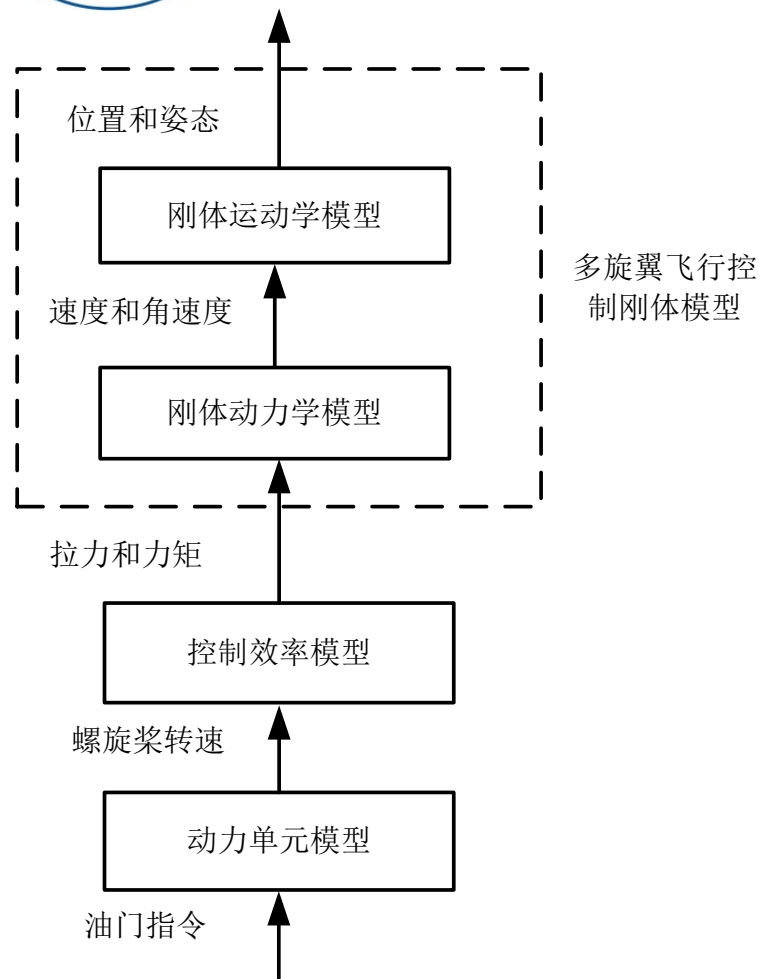 位置和姿态
刚体运动学模型
速度和角速度
刚体动力学模型
多旋翼飞行控
制刚体模型
拉力和力矩
控制效率模型
螺旋桨转速
动力单元模型
油门指令